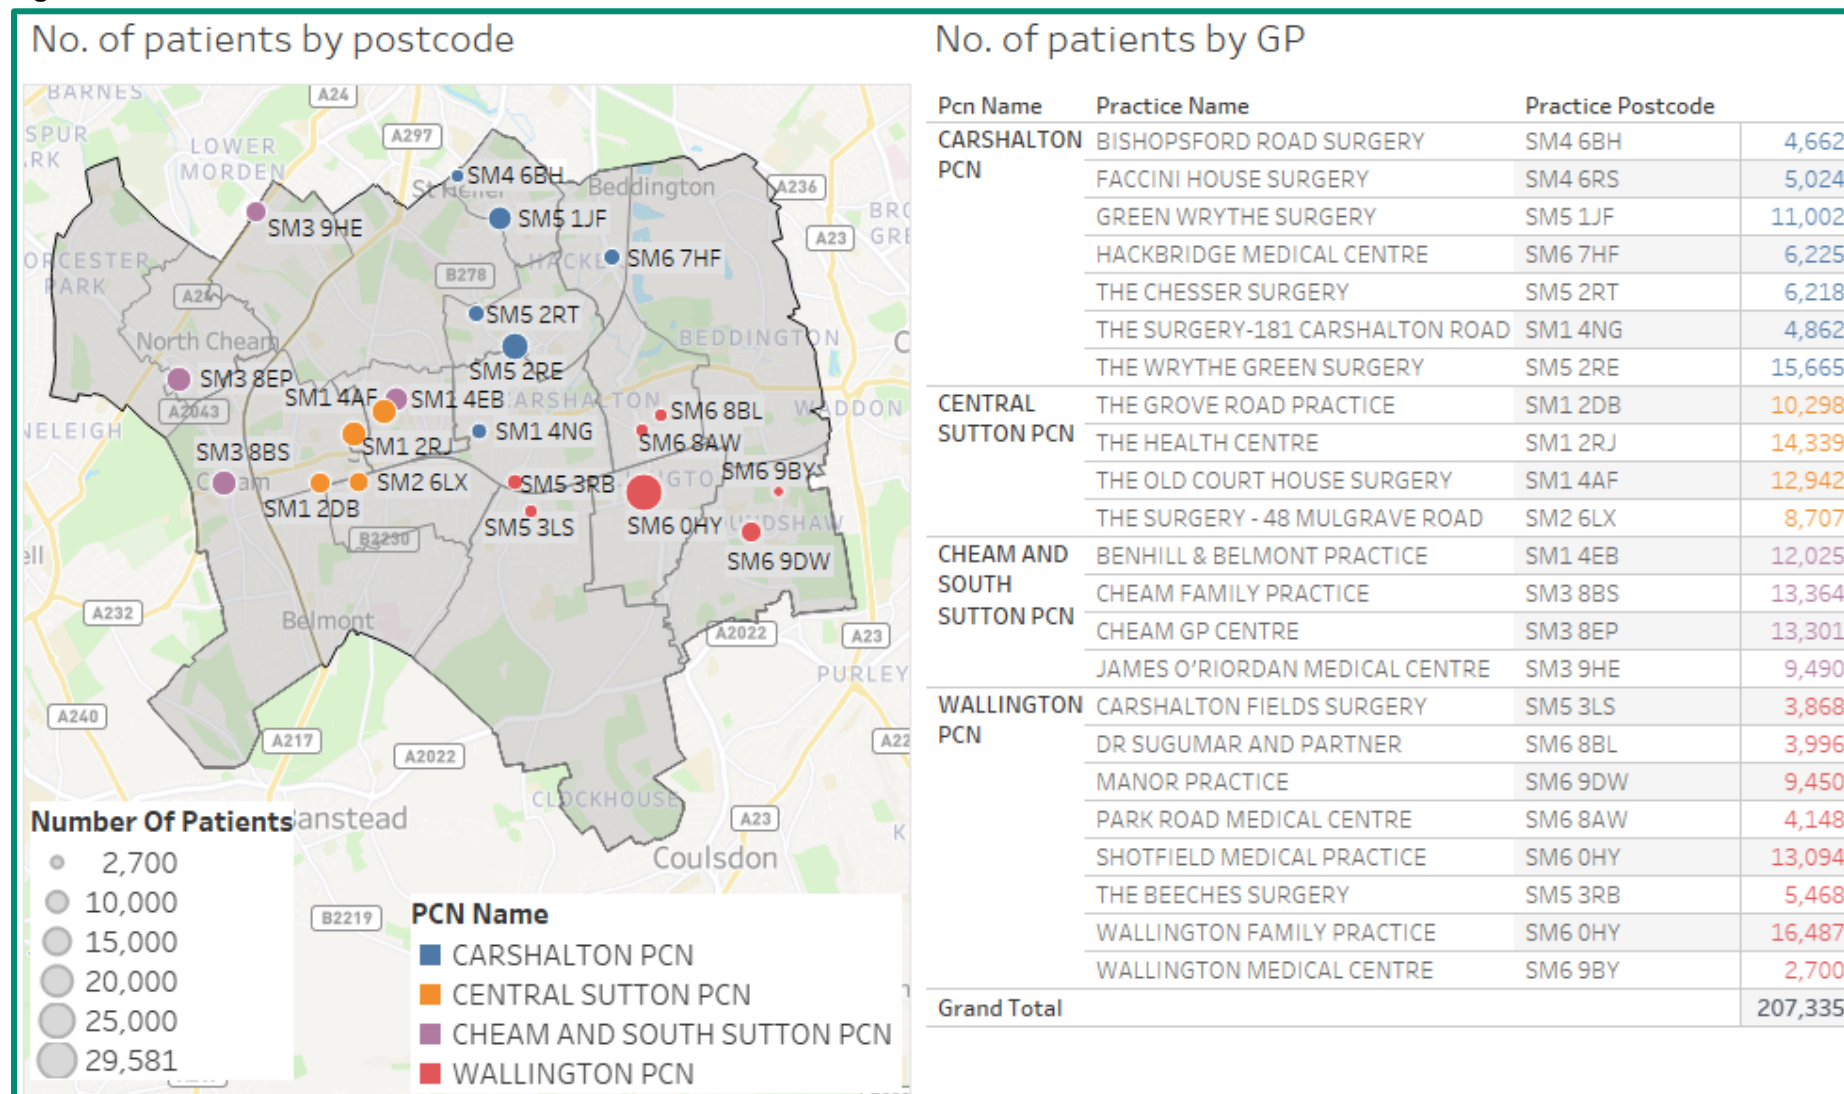 No. of patients by postcode
BARNES
A24
SPUR
A297
LOWER
MORDEN
SM4 6BH
Beddington
A236
SM3 9HE
SM5 1JF
A23
SM6 7HF
B278
PARK
SM5 2RT
BEDDINGTON
North Cheam
SM5 2RE
SM3 8EP
SM1 4AF
SM1 4EB
SM6 8BL
WADDON
A2043
SM1 4NG
SM6 8AW
SM3 8BS
SM1 2RJ
SM6 9BY
SM2 6LX
SM5 3RB
SM1 2DB
SM5 3LS
SM6 0HY
B2230
SM6 9DW
A232
Belmont
A2022
A23
PURLEY
A240
A217
A2022
A22
CLOCKHOUSE
A23
Coulsdon
B2219
Number Of Patients
2,700
10,000
15,000
20,000
25,000
29,581
PCN Name
CARSHALTON PCN
CENTRAL SUTTON PCN
CHEAM AND SOUTH SUTTON PCN
WALLINGTON PCN
No. of patients by GP
Pcn Name Practice Name Practice Postcode
CARSHALTON PCN BISHOPSFORD ROAD SURGERY SM4 6BH 4,662
FACCINI HOUSE SURGERY SM4 6RS 5,024
GREEN WRYTHE SURGERY SM5 1JF 11,002
HACKBRIDGE MEDICAL CENTRE SM6 7HF 6,225
THE CHESSER SURGERY SM5 2RT 6,218
THE SURGERY-181 CARSHALTON ROAD SM1 4NG 4,862
THE WRYTHE GREEN SURGERY SM5 2RE 15,665
CENTRAL SUTTON PCN THE GROVE ROAD PRACTICE SM1 2DB 10,298
THE HEALTH CENTRE SM1 2RJ 14,339
THE OLD COURT HOUSE SURGERY SM1 4AF 12,942
THE SURGERY - 48 MULGRAVE ROAD SM2 6LX 8,707
CHEAM AND SOUTH SUTTON PCN BENHILL & BELMONT PRACTICE SM1 4EB 12,025
CHEAM FAMILY PRACTICE SM3 8BS 13,364
CHEAM GP CENTRE SM3 8EP 13,301
JAMES O’RIORDAN MEDICAL CENTRE SM3 9HE 9,490
WALLINGTON PCN CARSHALTON FIELDS SURGERY SM5 3LS 3,868
DR SUGUMAR AND PARTNER SM6 8BL 3,996
MANOR PRACTICE SM6 9DW 9,450
PARK ROAD MEDICAL CENTRE SM6 8AW 4,148
SHOTFIELD MEDICAL PRACTICE SM6 0HY 13,094
THE BEECHES SURGERY SM5 3RB 5,468
WALLINGTON FAMILY PRACTICE SM6 0HY 16,487
WALLINGTON MEDICAL CENTRE SM6 9BY 2,700
Grand Total 207,335